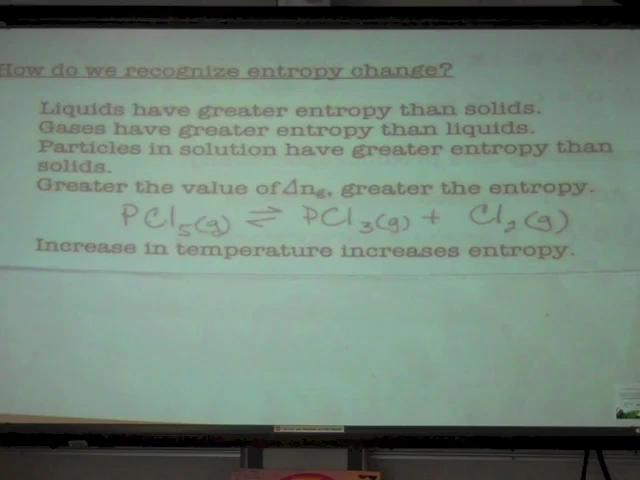 How do we recognize entropy change?
Liquids have greater entropy than solids.
Gases have greater entropy than liquids.
Particles in solution have greater entropy than
solids.
Greater the value of Δn₉, greater the entropy.
PCl₅(g) ⇌ PCl₃(g) + Cl₂(g)
Increase in temperature increases entropy.